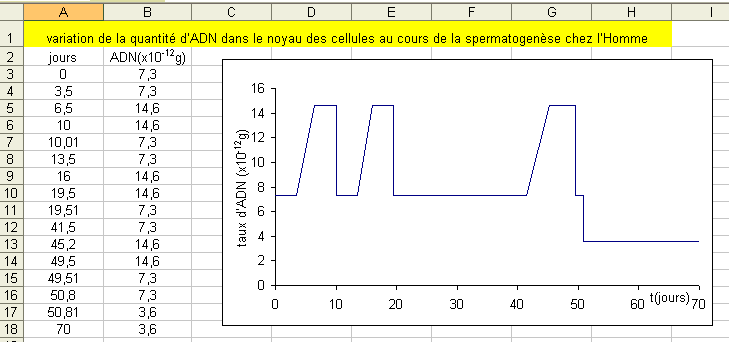 A B C D E F G H I
1 variation de la quantité d'ADN dans le noyau des cellules au cours de la spermatogenèse chez l'Homme
2 jours ADN(x10-12g)
3 0 7,3
4 3,5 7,3
5 6,5 14,6
6 10 14,6
7 10,01 7,3
8 13,5 7,3
9 16 14,6
10 19,5 14,6
11 19,51 7,3
12 41,5 7,3
13 45,2 14,6
14 49,5 14,6
15 49,51 7,3
16 50,8 7,3
17 50,81 3,6
18 70 3,6
taux d'ADN (x10-12g)
16
14
12
10
8
6
4
2
0
0 10 20 30 40 50 60 70
t(jours)